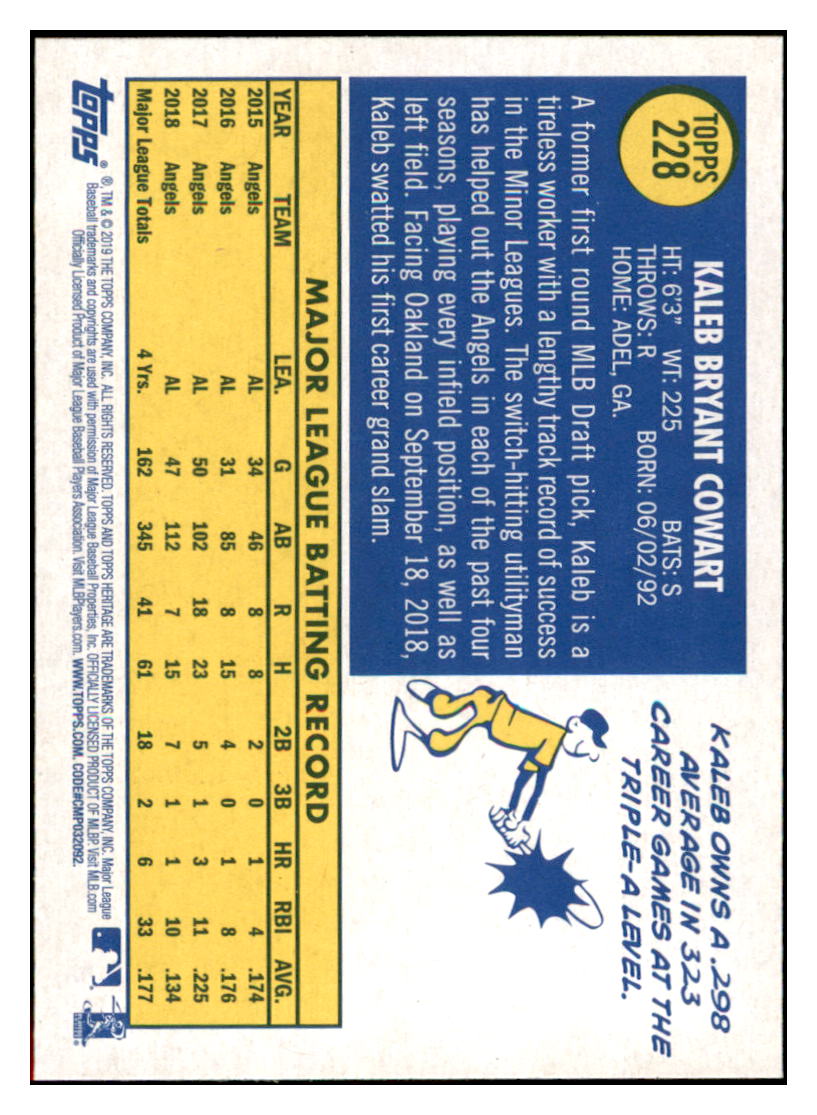 TOPPS
228
KALEB BRYANT COWART
HT: 6'3" WT: 225 BATS: S
THROWS: R BORN: 06/02/92
HOME: ADEL, GA.
A former first round MLB Draft pick, Kaleb is a
tireless worker with a lengthy track record of success
in the Minor Leagues. The switch-hitting utilityman
has helped out the Angels in each of the past four
seasons, playing every infield position, as well as
left field. Facing Oakland on September 18, 2018,
Kaleb swatted his first career grand slam.
KALEB OWNS A .298
AVERAGE IN 323
CAREER GAMES AT THE
TRIPLE-A LEVEL.
MAJOR LEAGUE BATTING RECORD
YEAR TEAM LEA. G AB R H 2B 3B HR RBI AVG.
2015 Angels AL 34 46 8 8 2 0 1 4 .174
2016 Angels AL 31 85 8 15 4 0 1 8 .176
2017 Angels AL 50 102 18 23 5 1 3 11 .225
2018 Angels AL 47 112 7 15 7 1 1 10 .134
Major League Totals 4 Yrs. 162 345 41 61 18 2 6 33 .177
topps®
®, TM & © 2019 THE TOPPS COMPANY, INC. ALL RIGHTS RESERVED. TOPPS AND TOPPS HERITAGE ARE TRADEMARKS OF THE TOPPS COMPANY, INC. Major League
Baseball trademarks and copyrights are used with permission of Major League Baseball Properties, Inc. OFFICIALLY LICENSED PRODUCT OF MLBP. Visit MLB.com
Officially Licensed Product of Major League Baseball Players Association. Visit MLBPlayers.com. WWW.TOPPS.COM. CODE#CMP032092.